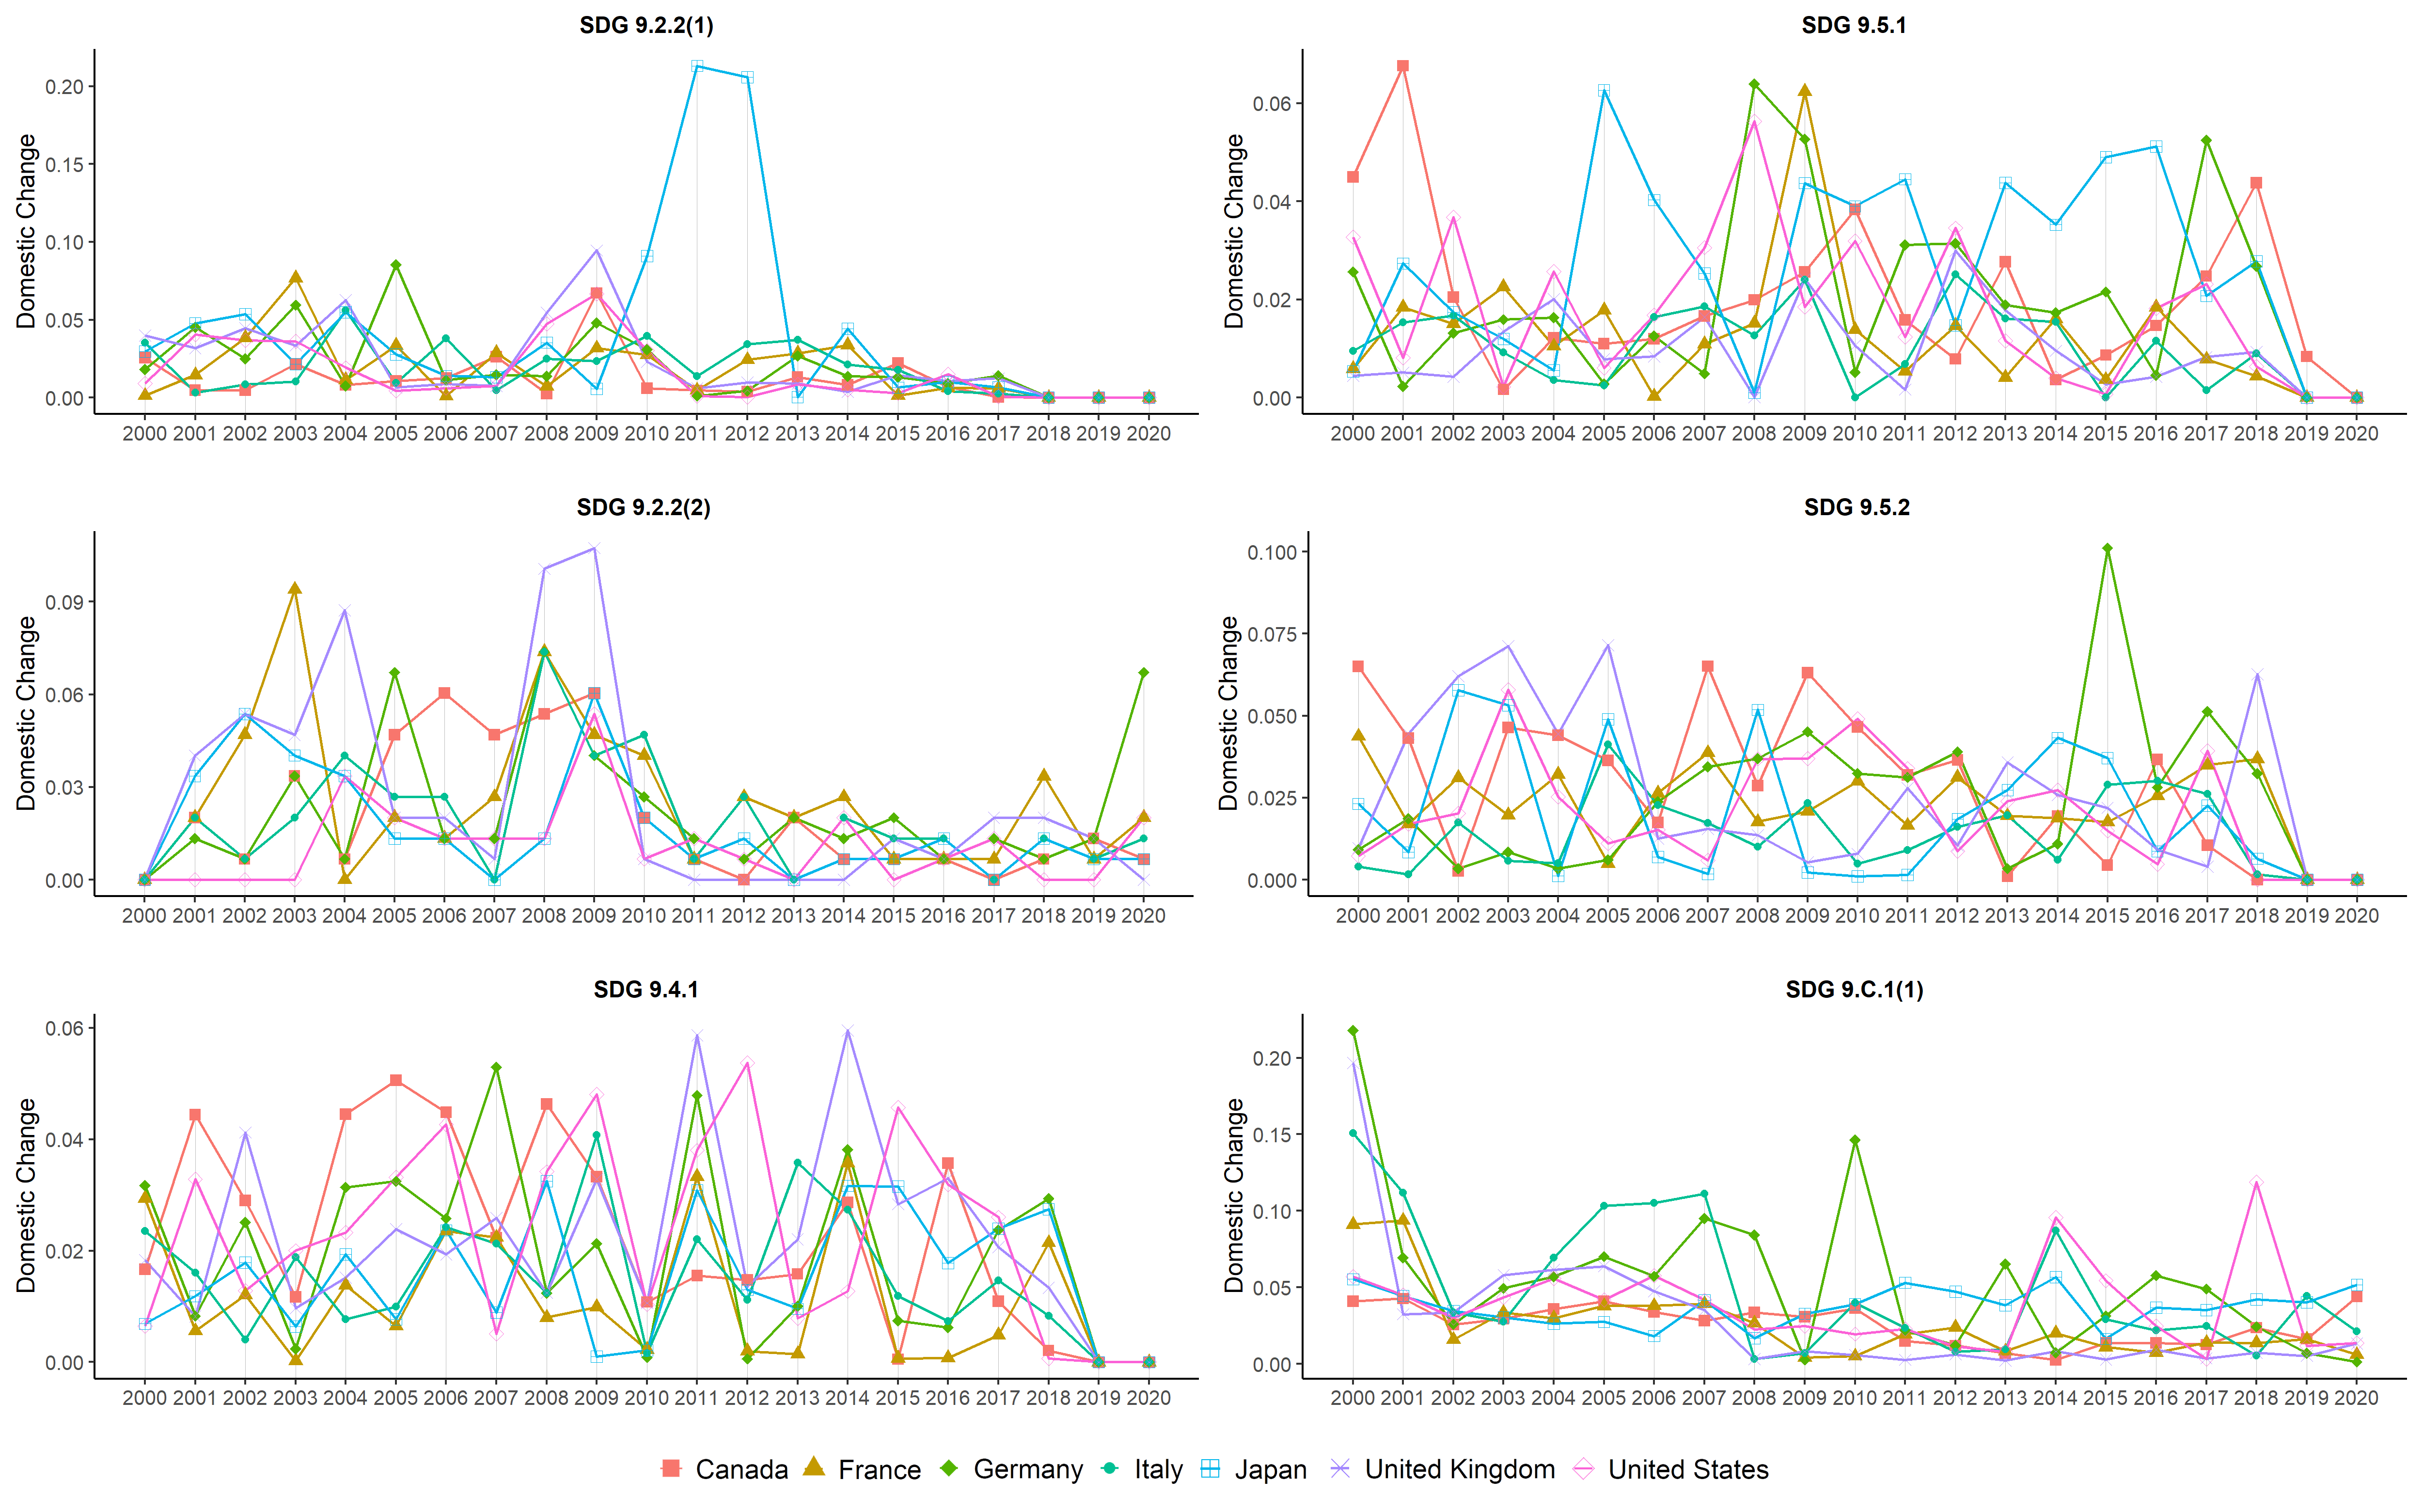 SDG 9.2.2(1)
Domestic Change
0.20
0.15
0.10
0.05
0.00
2000 2001 2002 2003 2004 2005 2006 2007 2008 2009 2010 2011 2012 2013 2014 2015 2016 2017 2018 2019 2020
SDG 9.5.1
Domestic Change
0.06
0.04
0.02
0.00
2000 2001 2002 2003 2004 2005 2006 2007 2008 2009 2010 2011 2012 2013 2014 2015 2016 2017 2018 2019 2020
SDG 9.2.2(2)
Domestic Change
0.09
0.06
0.03
0.00
2000 2001 2002 2003 2004 2005 2006 2007 2008 2009 2010 2011 2012 2013 2014 2015 2016 2017 2018 2019 2020
SDG 9.5.2
Domestic Change
0.100
0.075
0.050
0.025
0.000
2000 2001 2002 2003 2004 2005 2006 2007 2008 2009 2010 2011 2012 2013 2014 2015 2016 2017 2018 2019 2020
SDG 9.4.1
Domestic Change
0.06
0.04
0.02
0.00
2000 2001 2002 2003 2004 2005 2006 2007 2008 2009 2010 2011 2012 2013 2014 2015 2016 2017 2018 2019 2020
SDG 9.C.1(1)
Domestic Change
0.20
0.15
0.10
0.05
0.00
2000 2001 2002 2003 2004 2005 2006 2007 2008 2009 2010 2011 2012 2013 2014 2015 2016 2017 2018 2019 2020
Canada France Germany Italy Japan United Kingdom United States